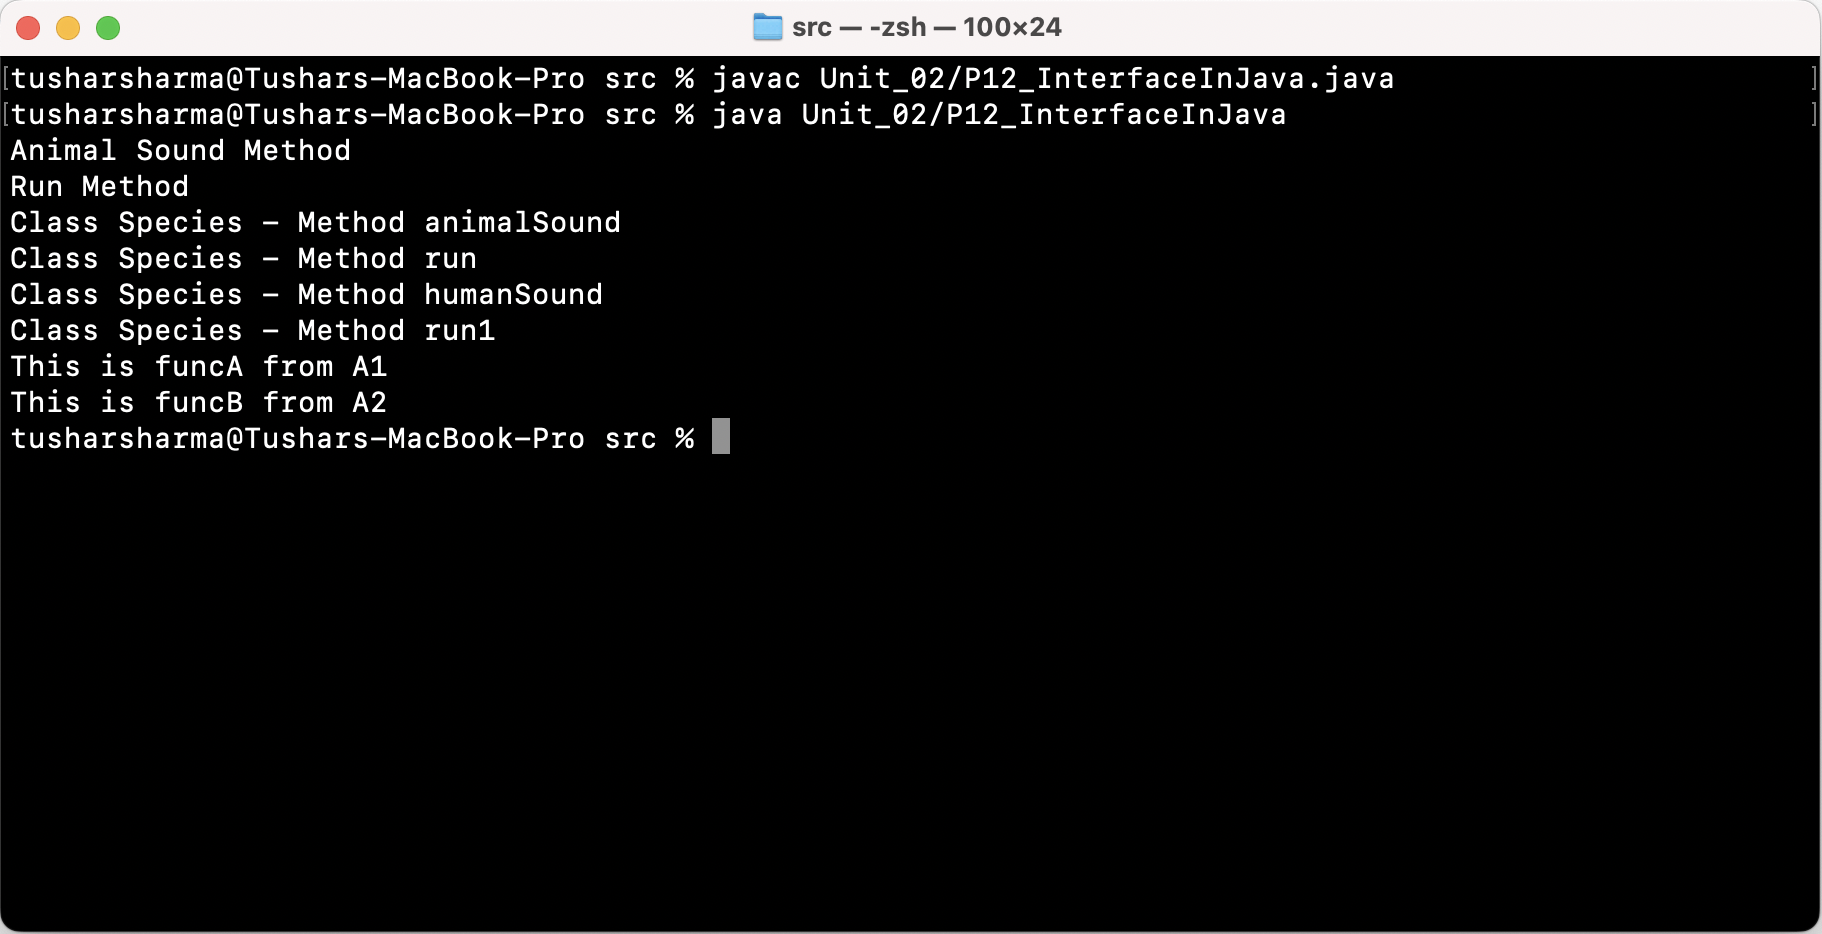 src — -zsh — 100×24
tusharsharma@Tushars-MacBook-Pro src % javac Unit_02/P12_InterfaceInJava.java
tusharsharma@Tushars-MacBook-Pro src % java Unit_02/P12_InterfaceInJava
Animal Sound Method
Run Method
Class Species - Method animalSound
Class Species - Method run
Class Species - Method humanSound
Class Species - Method run1
This is funcA from A1
This is funcB from A2
tusharsharma@Tushars-MacBook-Pro src %